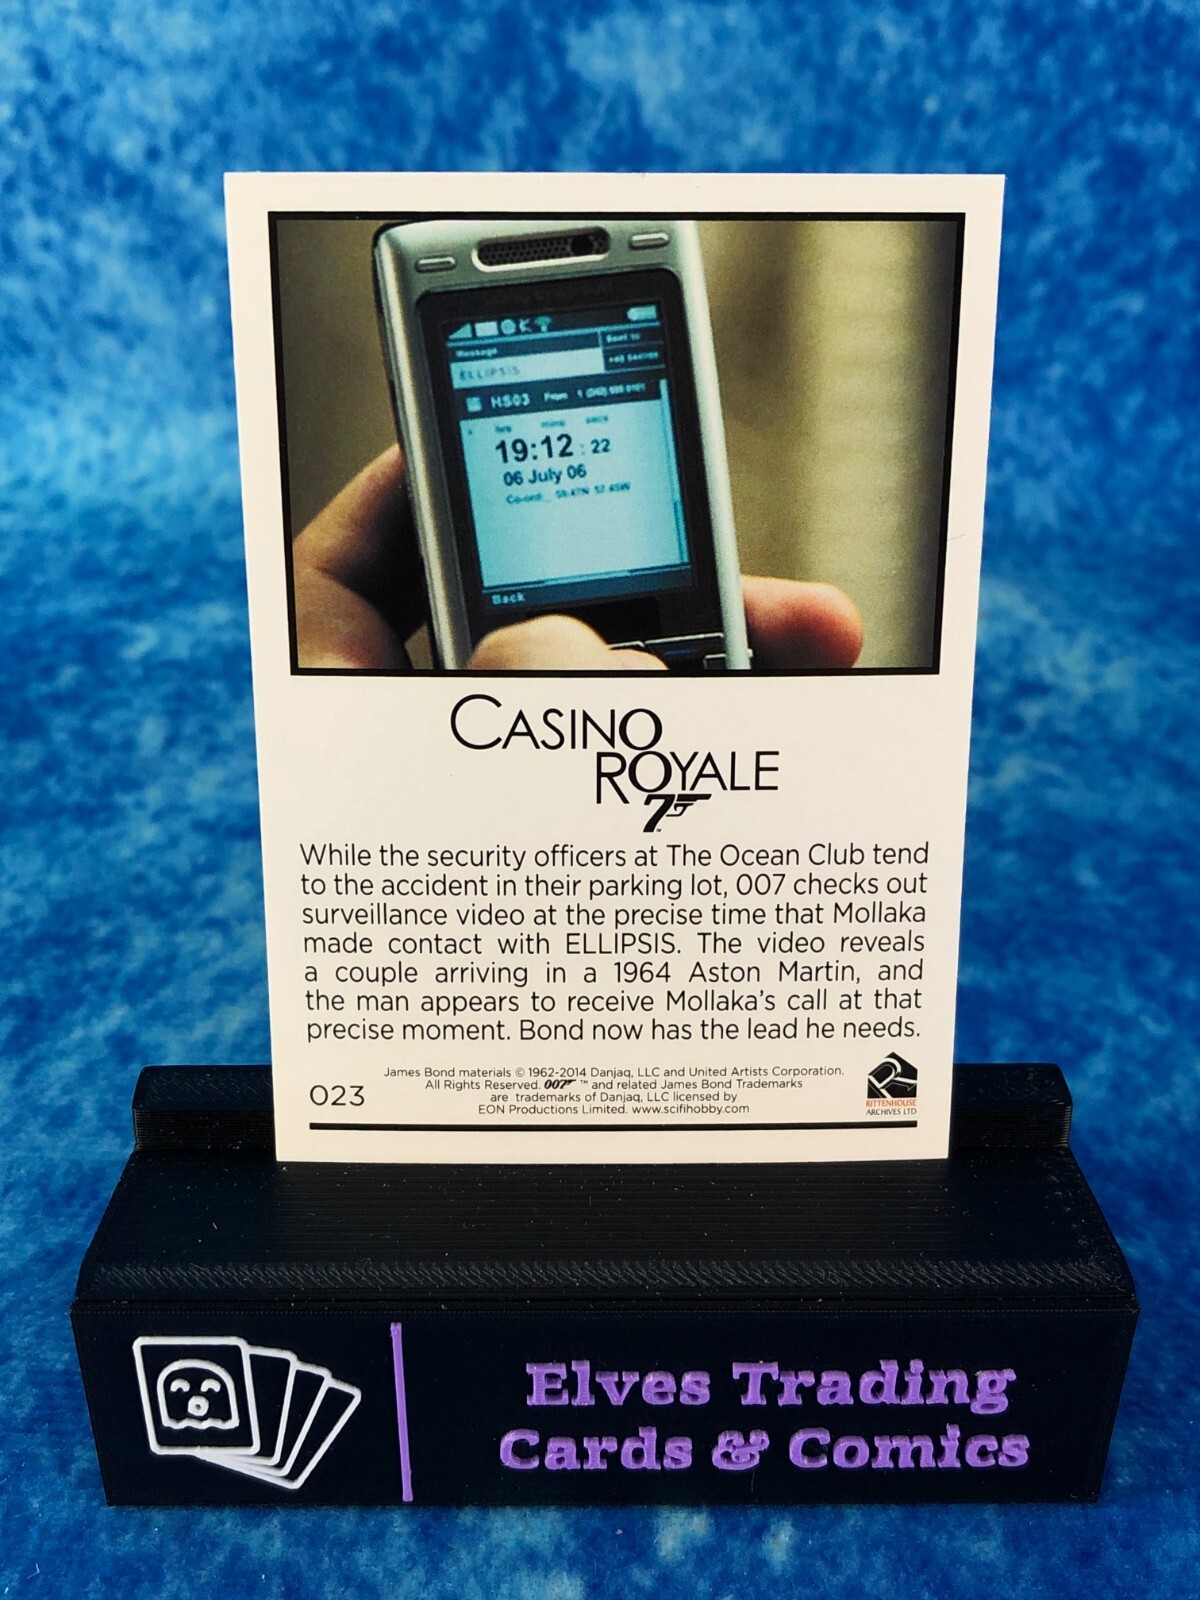 Message
Sent to
ELLIPSIS
HS03 From:
hrs mins secs
19:12 : 22
06 July 06
Back
CASINO
ROYALE
7
While the security officers at The Ocean Club tend
to the accident in their parking lot, 007 checks out
surveillance video at the precise time that Mollaka
made contact with ELLIPSIS. The video reveals
a couple arriving in a 1964 Aston Martin, and
the man appears to receive Mollaka's call at that
precise moment. Bond now has the lead he needs.
023
James Bond materials © 1962-2014 Danjaq, LLC and United Artists Corporation.
All Rights Reserved. 007 ™ and related James Bond Trademarks
are trademarks of Danjaq, LLC licensed by
EON Productions Limited. www.scifihobby.com
RITTENHOUSE
ARCHIVES LTD
Elves Trading
Cards & Comics